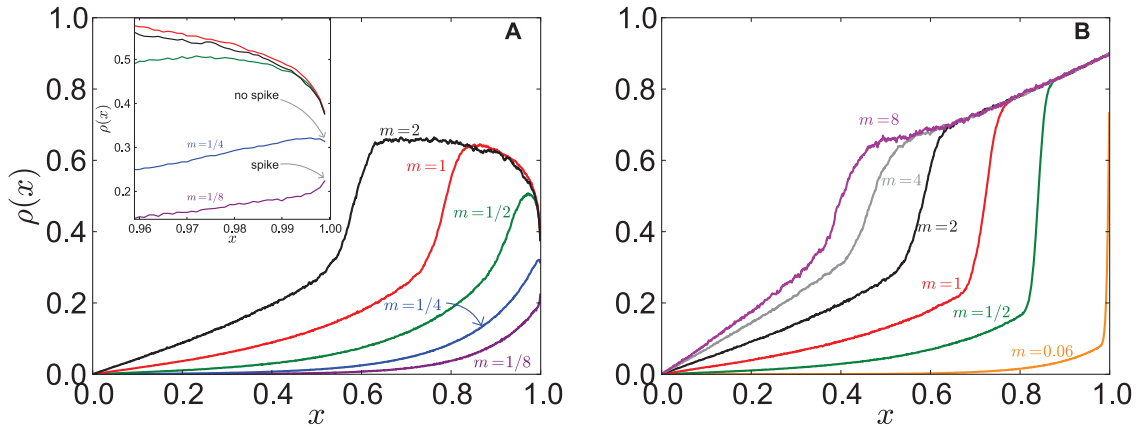 A
1.0
0.8
0.6
0.4
0.2
0.0
ρ(x)
0.0 0.2 0.4 0.6 0.8 1.0
x
m=2
m=1
m=1/2
m=1/4
m=1/8
ρ(x)
0.5
0.4
0.3
0.2
0.96 0.97 0.98 0.99 1.00
x
no spike
m=1/4
spike
m=1/8
B
1.0
0.8
0.6
0.4
0.2
0.0
0.0 0.2 0.4 0.6 0.8 1.0
x
m=8
m=4
m=2
m=1
m=1/2
m=0.06